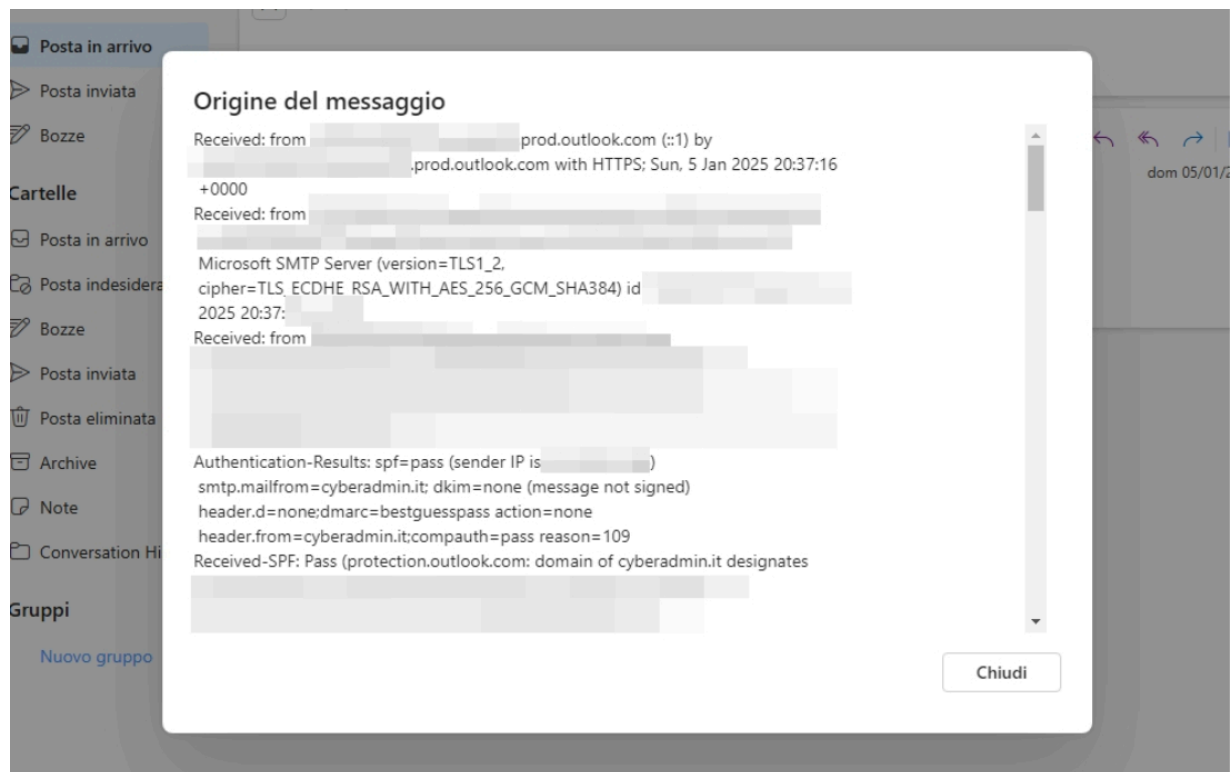 Posta in arrivo
Posta inviata
Bozze
Cartelle
Posta in arrivo
Posta indesidera
Bozze
Posta inviata
Posta eliminata
Archive
Note
Conversation Hi
Gruppi
Nuovo gruppo
Origine del messaggio
Received: from prod.outlook.com (::1) by
.prod.outlook.com with HTTPS; Sun, 5 Jan 2025 20:37:16
+0000
Received: from
Microsoft SMTP Server (version=TLS1_2,
cipher=TLS_ECDHE_RSA_WITH_AES_256_GCM_SHA384) id
2025 20:37:
Received: from
Authentication-Results: spf=pass (sender IP is )
smtp.mailfrom=cyberadmin.it; dkim=none (message not signed)
header.d=none;dmarc=bestguesspass action=none
header.from=cyberadmin.it;compauth=pass reason=109
Received-SPF: Pass (protection.outlook.com: domain of cyberadmin.it designates
Chiudi
dom 05/01/2